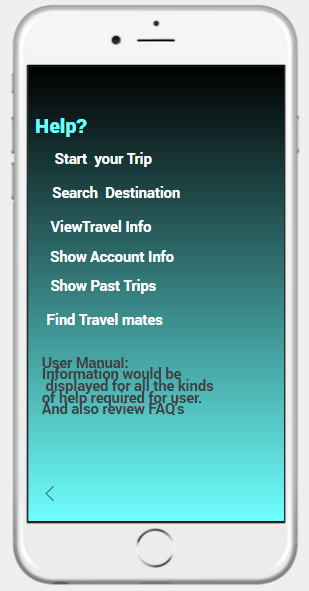 Help?
Start your Trip
Search Destination
ViewTravel Info
Show Account Info
Show Past Trips
Find Travel mates
User Manual:
Information would be
displayed for all the kinds
of help required for user.
And also review FAQ's